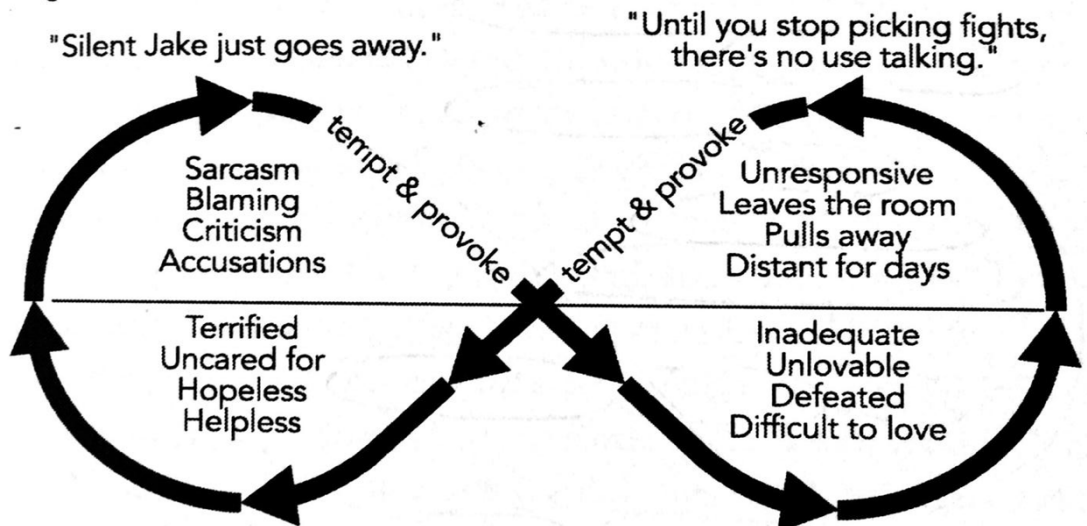 "Silent Jake just goes away."
"Until you stop picking fights,
there's no use talking."
tempt & provoke
tempt & provoke
Sarcasm
Blaming
Criticism
Accusations
Unresponsive
Leaves the room
Pulls away
Distant for days
Terrified
Uncared for
Hopeless
Helpless
Inadequate
Unlovable
Defeated
Difficult to love